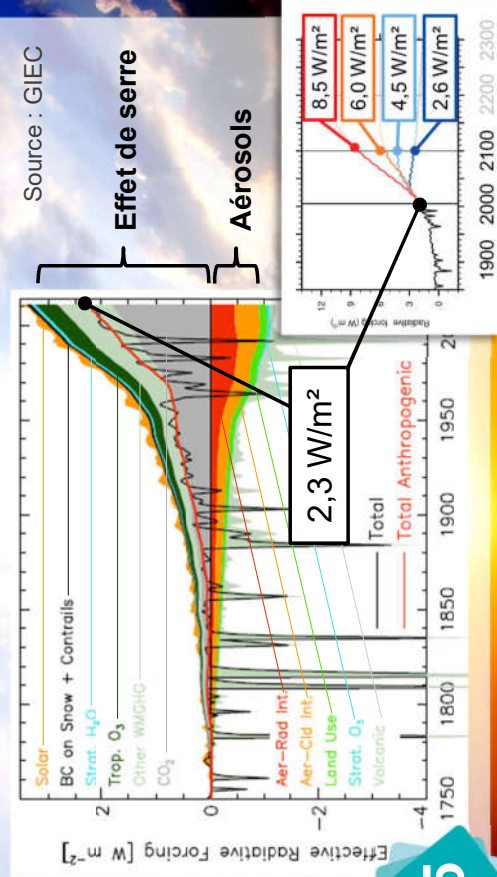 Source : GIEC
Effet de serre
Aérosols
Effective Radiative Forcing [W m⁻²]
2
0
−2
−4
1750
1800
1850
1900
1950
Solar
BC on Snow + Contrails
Strat. H₂O
Trop. O₃
Other WMGHG
CO₂
Aer−Rad Int.
Aer−Cld Int.
Land Use
Strat. O₃
Volcanic
Total
Total Anthropogenic
2,3 W/m²
Radiative forcing (W m⁻²)
12
9
6
3
0
1900
2000
2100
2200
2300
8,5 W/m²
6,0 W/m²
4,5 W/m²
2,6 W/m²
5